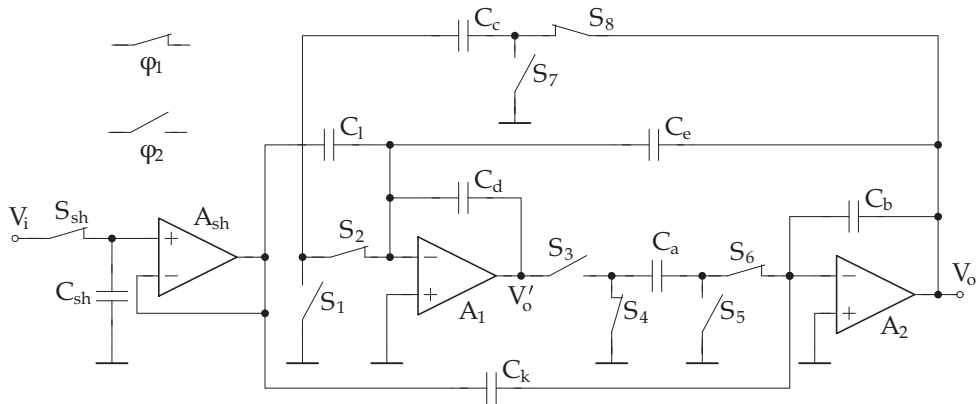 C_c
S_8
φ_1
S_7
φ_2
C_l
C_e
C_d
C_b
V_i
S_sh
A_sh
S_2
S_3
C_a
S_6
V_o
C_sh
S_1
A_1
V_o'
S_4
S_5
A_2
C_k